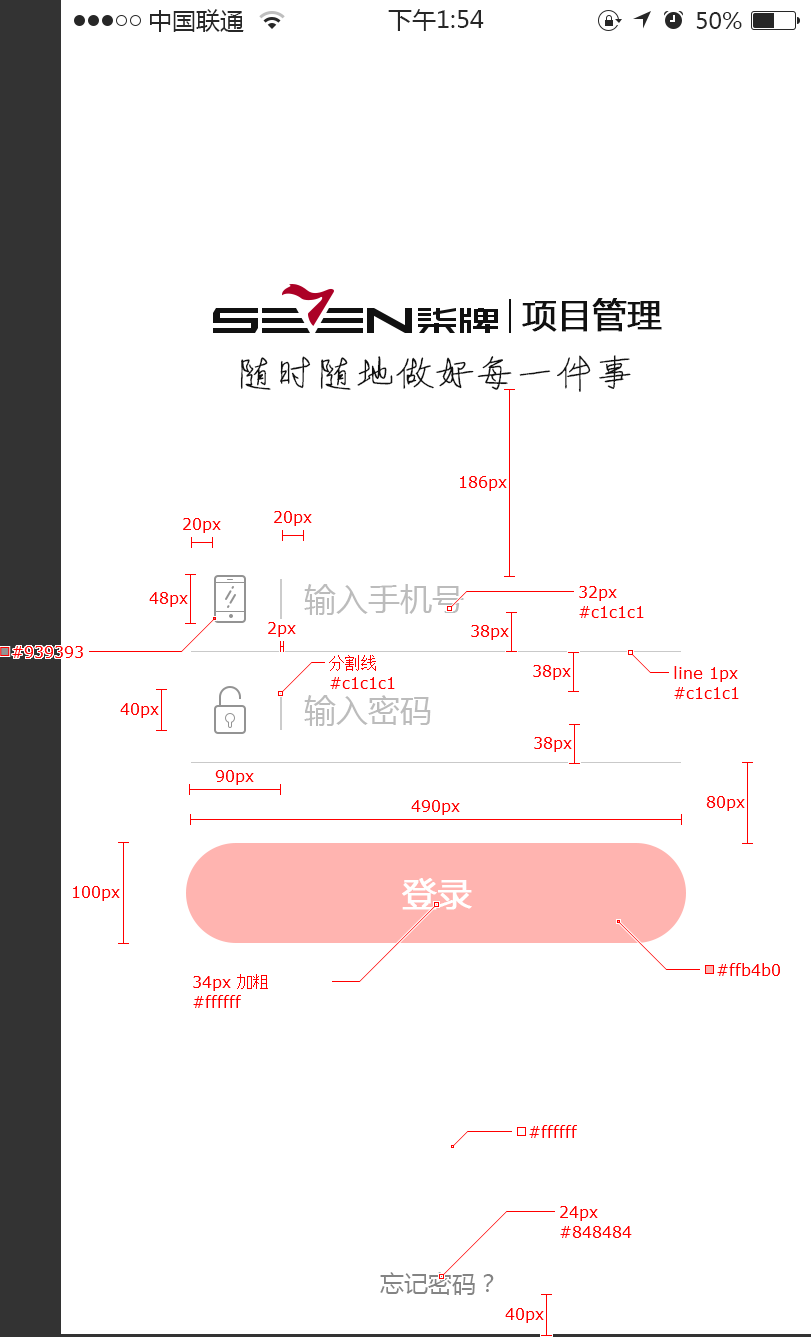 中国联通 下午1:54 50%
SEVEN柒牌 项目管理
随时随地做好每一件事
186px
20px 20px
48px 输入手机号 32px
#c1c1c1
2px 38px
#939393 分割线
#c1c1c1
38px line 1px
#c1c1c1
40px 输入密码
38px
90px
490px 80px
100px 登录
34px 加粗
#ffffff
#ffb4b0
#ffffff
24px
#848484
忘记密码？
40px